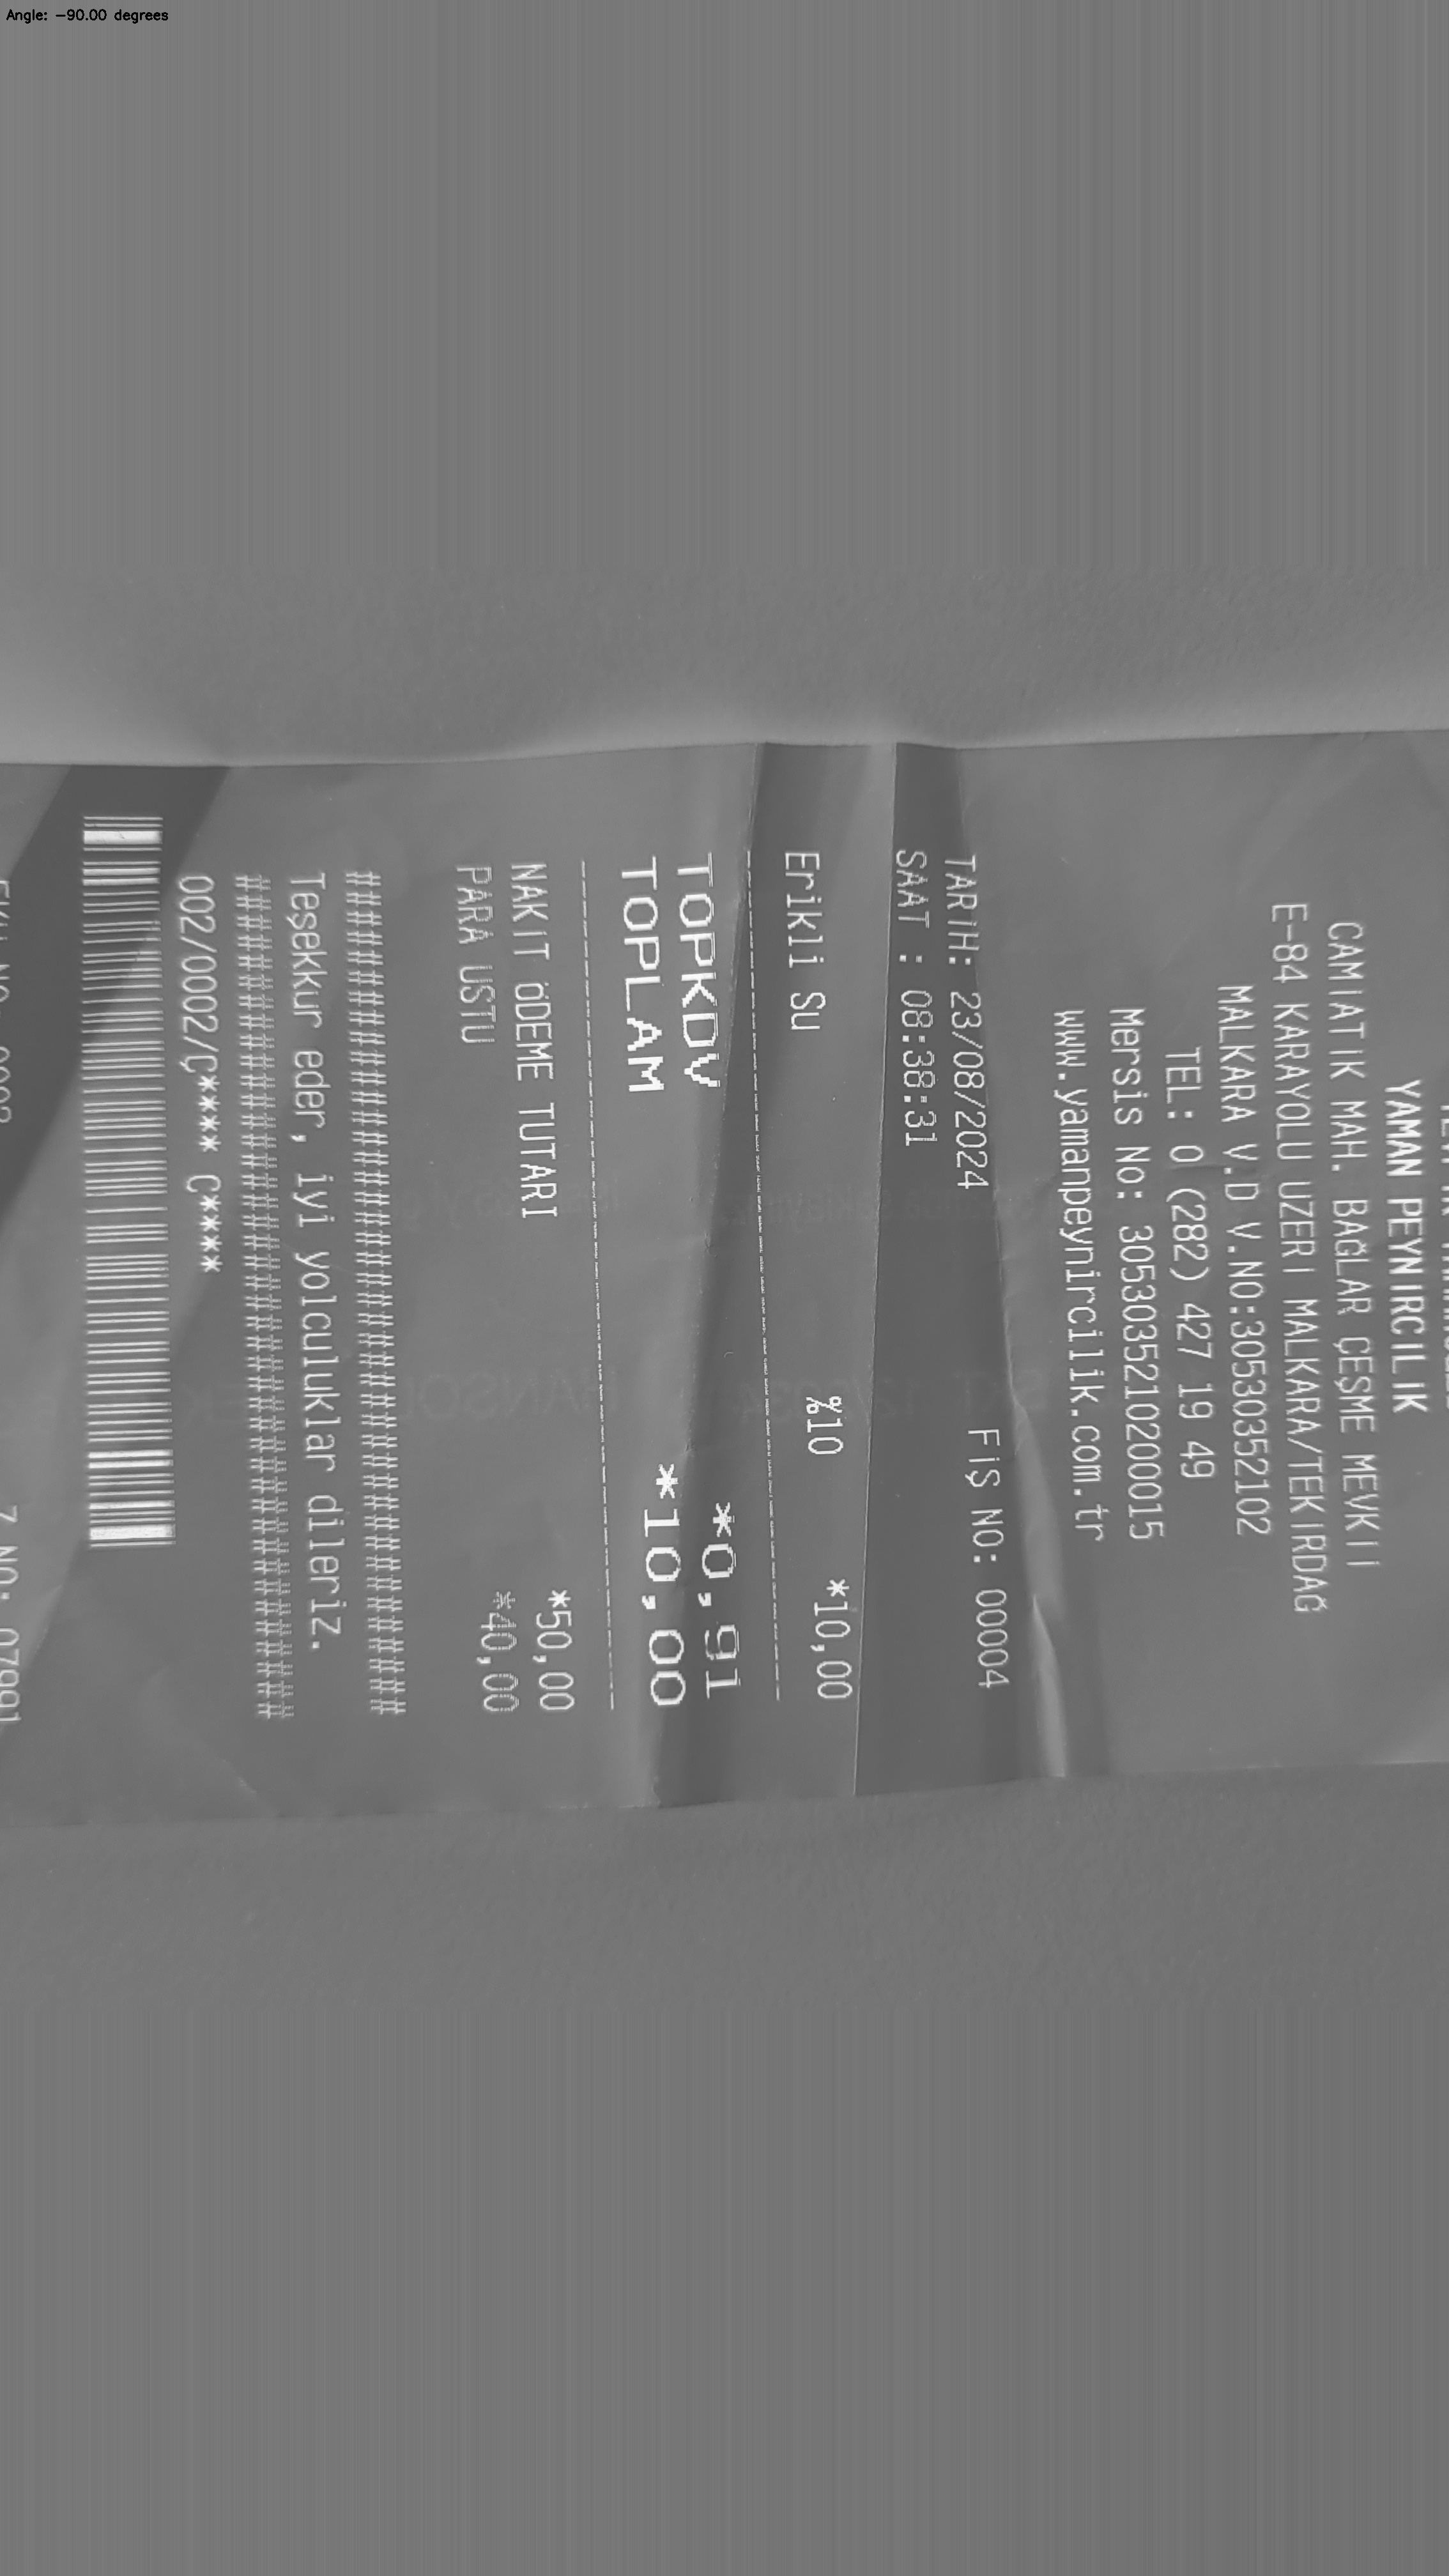 Angle: -90.00 degrees
YAMAN PEYNIRCILIK
CAMIATIK MAH. BAĞLAR ÇEŞME MEVKİİ
E-84 KARAYOLU UZERI MALKARA/TEKIRDAĞ
MALKARA V.D V.NO:30530352102
TEL: 0 (282) 427 19 49
Mersis No: 3053035210200015
www.yamanpeynircilik.com.tr
TARIH: 23/08/2024 FIŞ NO: 00004
SAAT : 08:38:31
Erikli Su %10 *10,00
TOPKDV *0,91
TOPLAM *10,00
NAKIT ÖDEME TUTARI *50,00
PARA USTU *40,00
Teşekkur eder, iyi yolculuklar dileriz.
002/0002/Ç**** C****